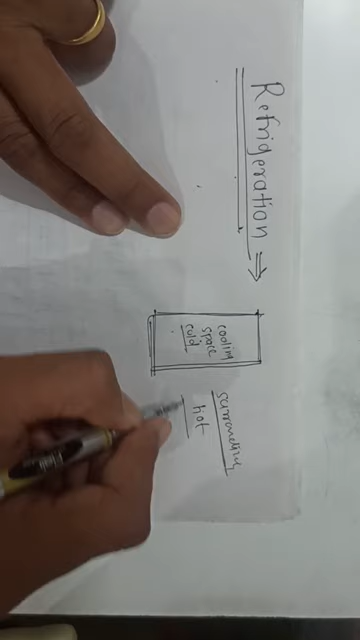 Refrigeration ⇒
cooling
space
cold
surrounding
hot